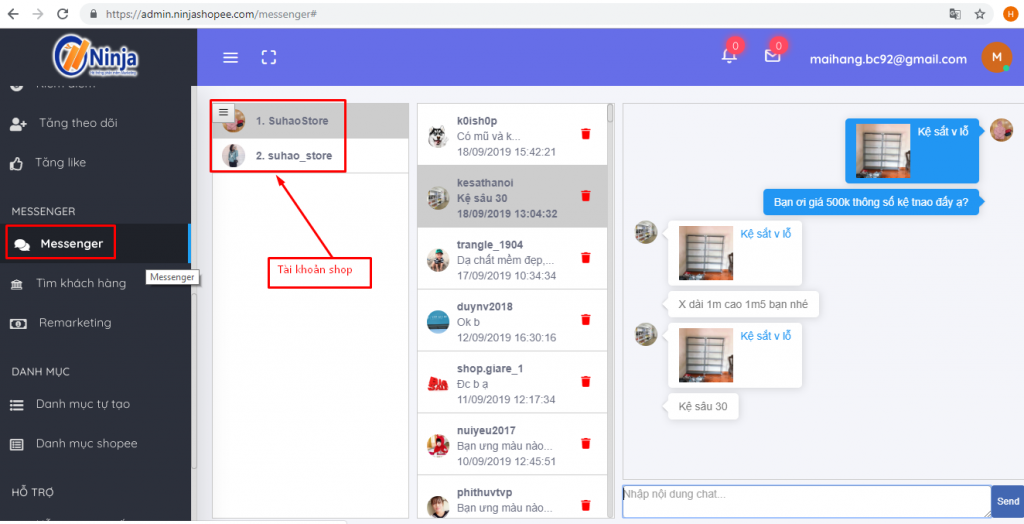 https://admin.ninjashopee.com/messenger#
H
Ninja
Tăng theo dõi
Tăng like
MESSENGER
Messenger
Messenger
Tìm khách hàng
Remarketing
DANH MỤC
Danh mục tự tạo
Danh mục shopee
HỖ TRỢ
0
0
maihang.bc92@gmail.com
M
1. SuhaoStore
2. suhao_store
Tài khoản shop
k0ish0p
Có mũ và k...
18/09/2019 15:42:21
kesathanoi
Kệ sâu 30
18/09/2019 13:04:32
trangle_1904
Dạ chất mềm đẹp,...
17/09/2019 10:34:34
duynv2018
Ok b
12/09/2019 16:30:16
shop.giare_1
Đc b ạ
11/09/2019 12:17:34
nuiyeu2017
Bạn ưng màu nào...
10/09/2019 12:45:51
phithuvtvp
Bạn ưng màu nào...
Kệ sắt v lỗ
Bạn ơi giá 500k thông số kệ tnao đấy ạ?
Kệ sắt v lỗ
X dài 1m cao 1m5 bạn nhé
Kệ sắt v lỗ
Kệ sâu 30
Nhập nội dung chat...
Send